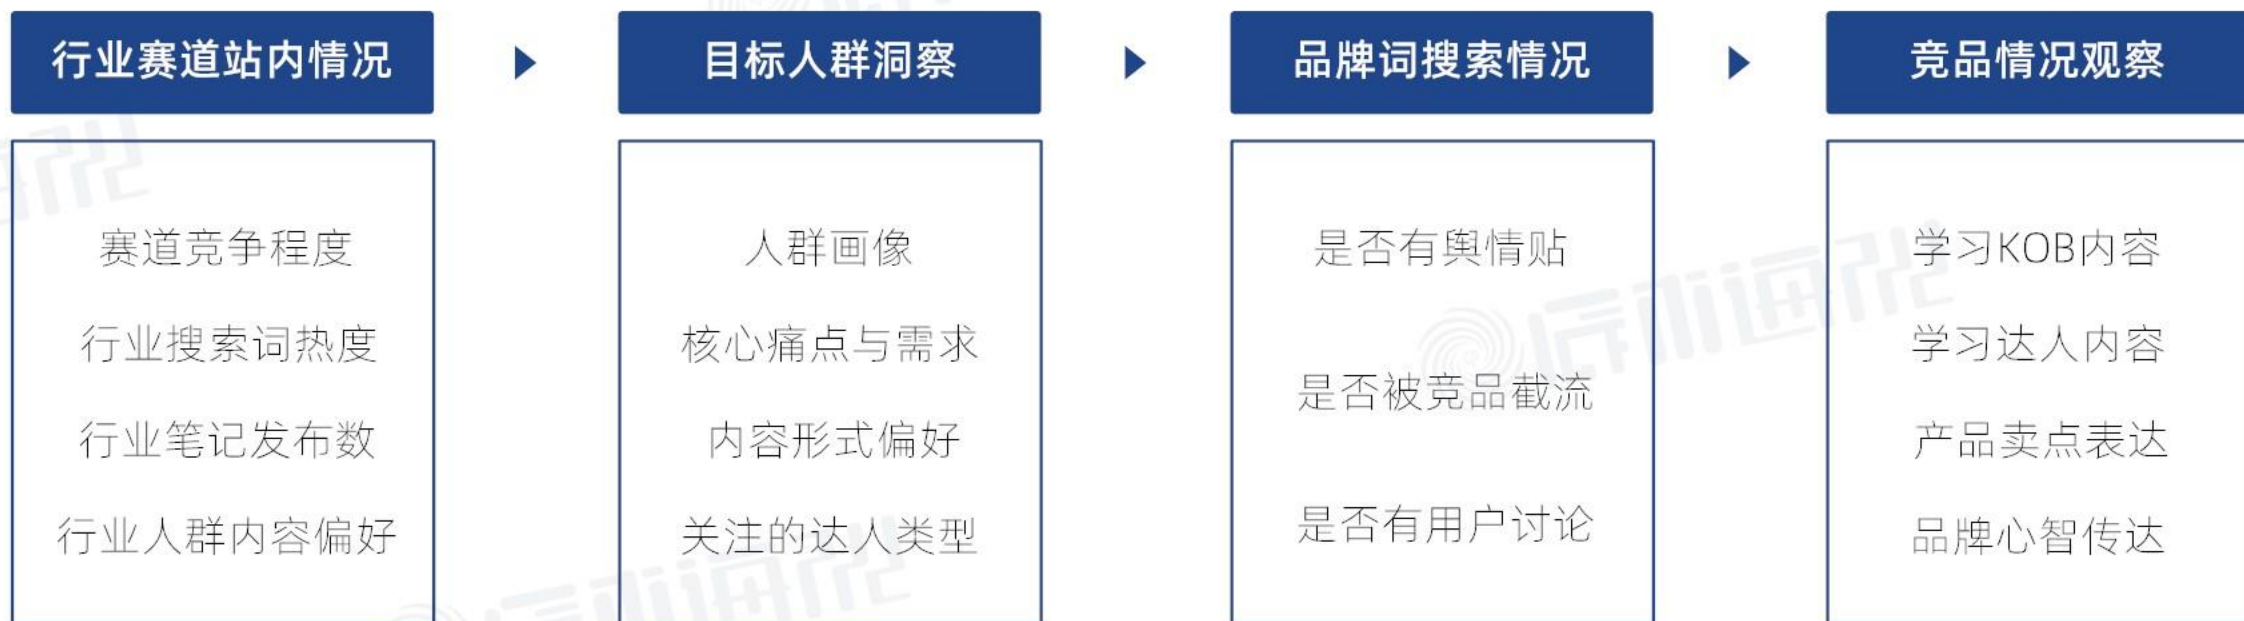 行业赛道站内情况
赛道竞争程度
行业搜索词热度
行业笔记发布数
行业人群内容偏好
目标人群洞察
人群画像
核心痛点与需求
内容形式偏好
关注的达人类型
品牌词搜索情况
是否有舆情贴
是否被竞品截流
是否有用户讨论
竞品情况观察
学习KOB内容
学习达人内容
产品卖点表达
品牌心智传达